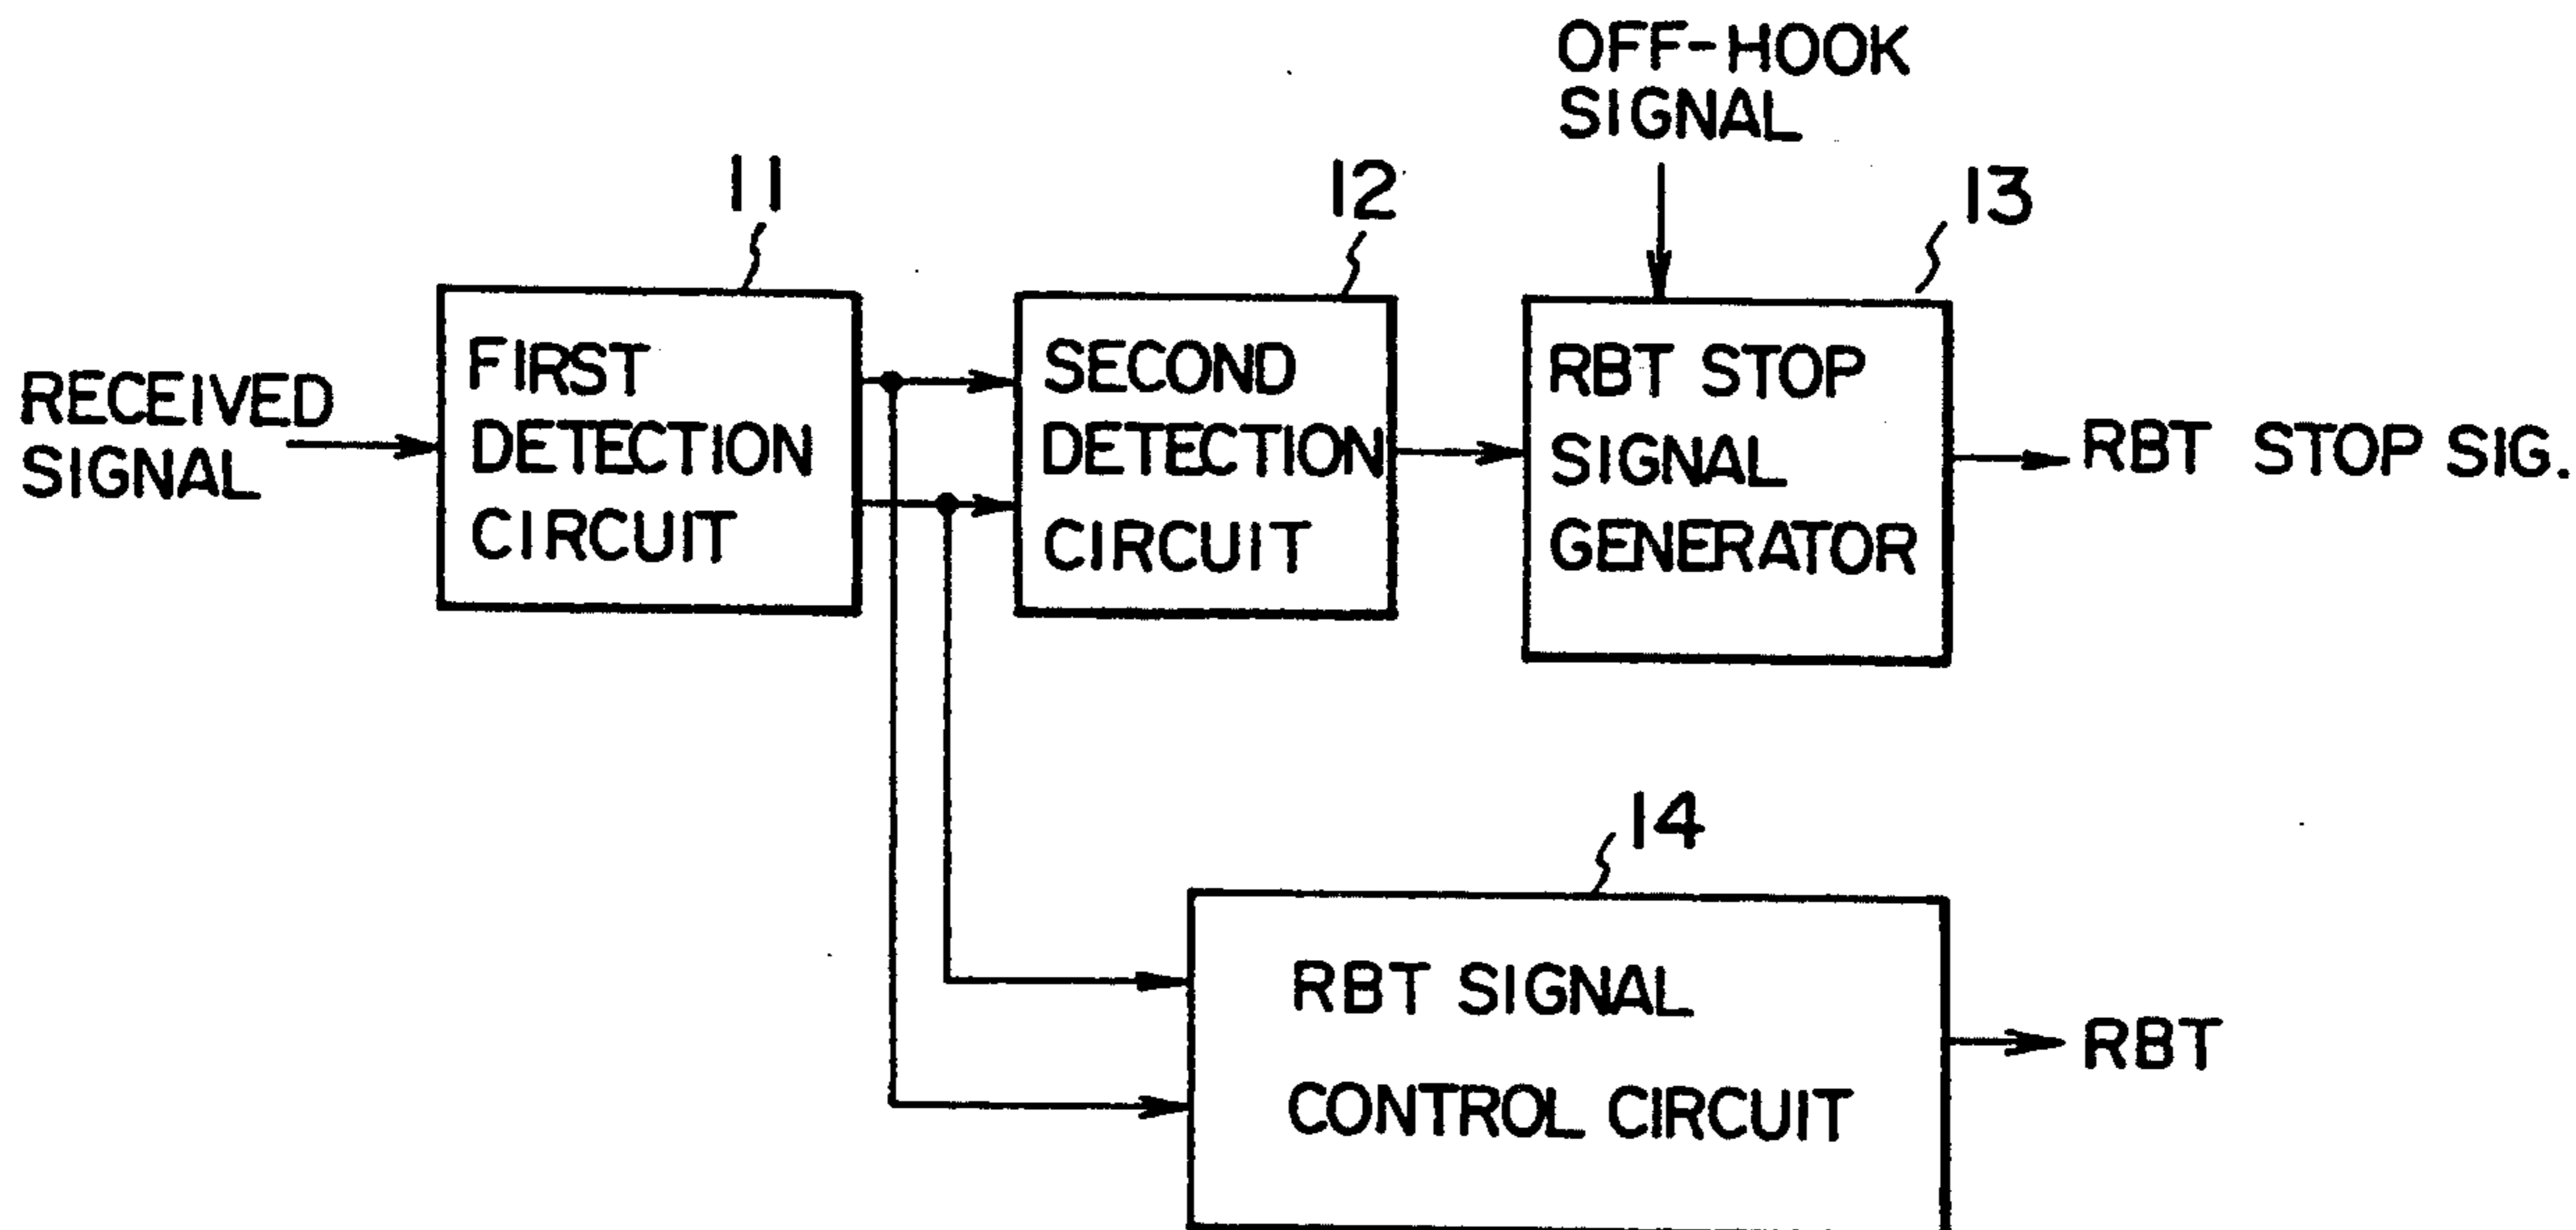 OFF-HOOK
SIGNAL
11
12
13
RECEIVED
SIGNAL
FIRST
DETECTION
CIRCUIT
SECOND
DETECTION
CIRCUIT
RBT STOP
SIGNAL
GENERATOR
RBT STOP SIG.
14
RBT SIGNAL
CONTROL CIRCUIT
RBT